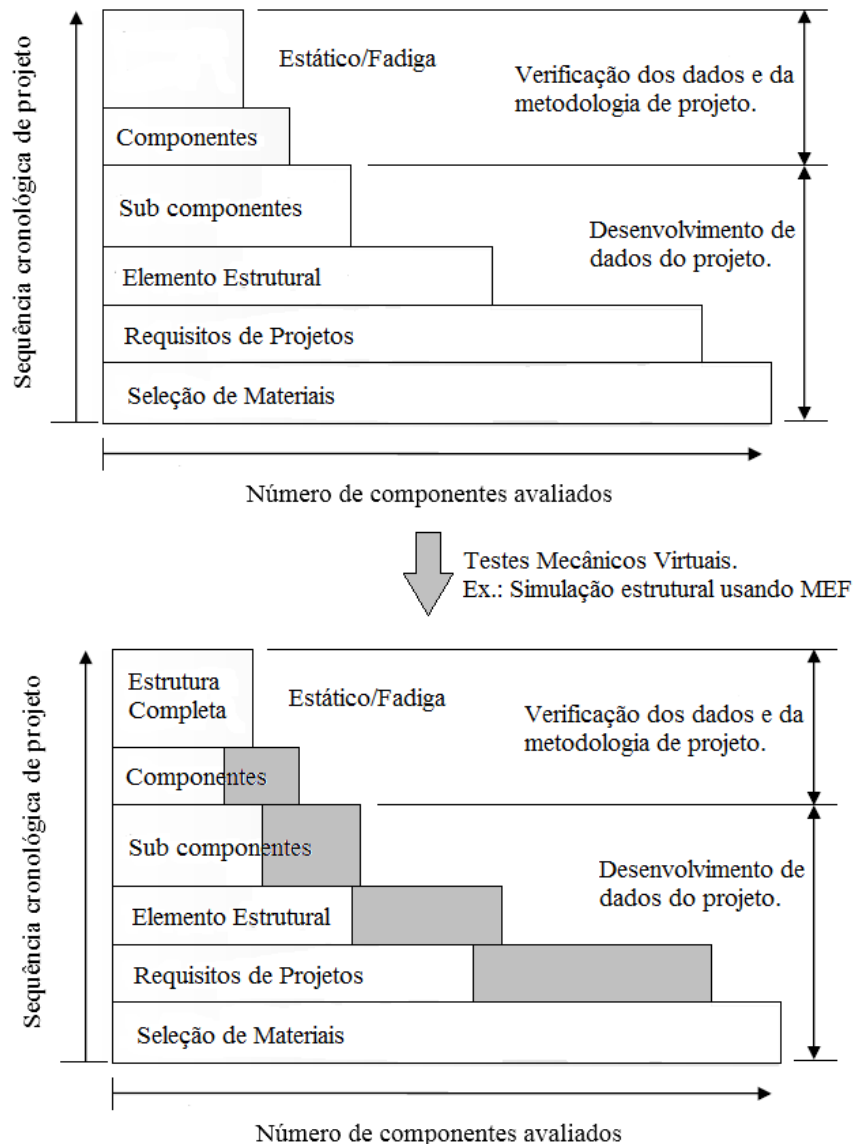 Sequência cronológica de projeto
Estático/Fadiga
Verificação dos dados e da
metodologia de projeto.
Componentes
Sub componentes
Desenvolvimento de
dados do projeto.
Elemento Estrutural
Requisitos de Projetos
Seleção de Materiais
Número de componentes avaliados
Testes Mecânicos Virtuais.
Ex.: Simulação estrutural usando MEF
Sequência cronológica de projeto
Estrutura
Completa
Estático/Fadiga
Verificação dos dados e da
metodologia de projeto.
Componentes
Sub componentes
Desenvolvimento de
dados do projeto.
Elemento Estrutural
Requisitos de Projetos
Seleção de Materiais
Número de componentes avaliados